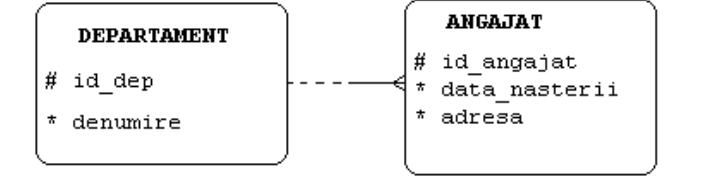 DEPARTAMENT
# id_dep
* denumire
ANGAJAT
# id_angajat
* data_nasterii
* adresa